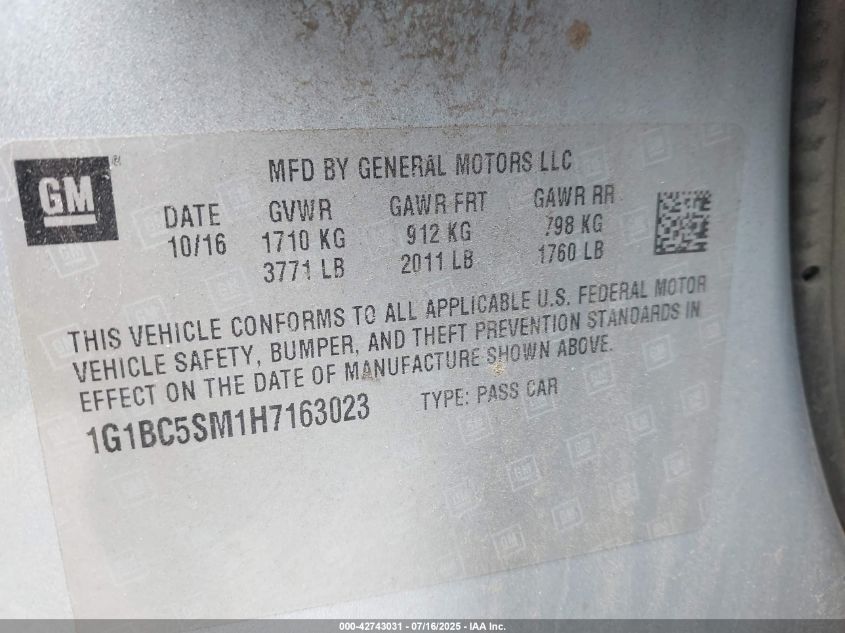 GM®
MFD BY GENERAL MOTORS LLC
DATE GVWR GAWR FRT GAWR RR
10/16 1710 KG 912 KG 798 KG
3771 LB 2011 LB 1760 LB
THIS VEHICLE CONFORMS TO ALL APPLICABLE U.S. FEDERAL MOTOR
VEHICLE SAFETY, BUMPER, AND THEFT PREVENTION STANDARDS IN
EFFECT ON THE DATE OF MANUFACTURE SHOWN ABOVE.
1G1BC5SM1H7163023 TYPE: PASS CAR
000-42743031 - 07/16/2025 - IAA Inc.